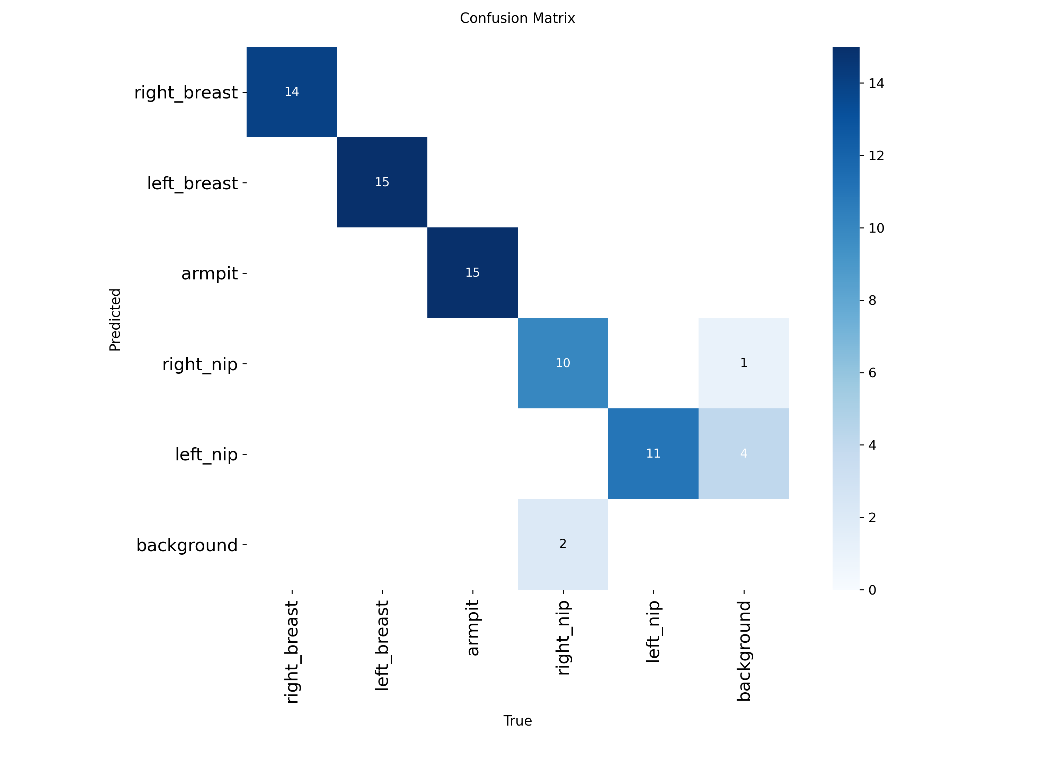 Confusion Matrix
right_breast
14
14
left_breast
15
12
armpit
15
10
8
Predicted
right_nip
10
1
6
left_nip
11
4
4
background
2
2
0
right_breast
left_breast
armpit
right_nip
left_nip
background
True